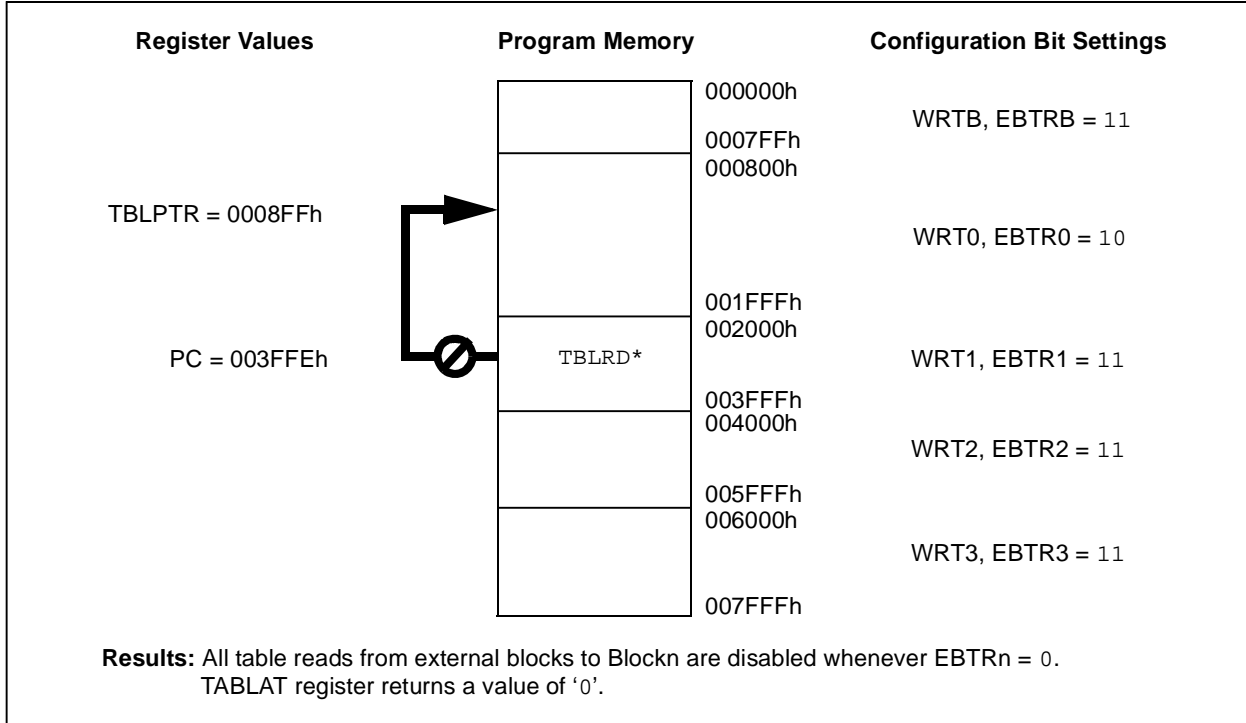 Register Values Program Memory Configuration Bit Settings
000000h
WRTB, EBTRB = 11
0007FFh
000800h
TBLPTR = 0008FFh
WRT0, EBTR0 = 10
001FFFh
002000h
PC = 003FFEh TBLRD* WRT1, EBTR1 = 11
003FFFh
004000h
WRT2, EBTR2 = 11
005FFFh
006000h
WRT3, EBTR3 = 11
007FFFh
Results: All table reads from external blocks to Blockn are disabled whenever EBTRn = 0.
TABLAT register returns a value of ‘0’.